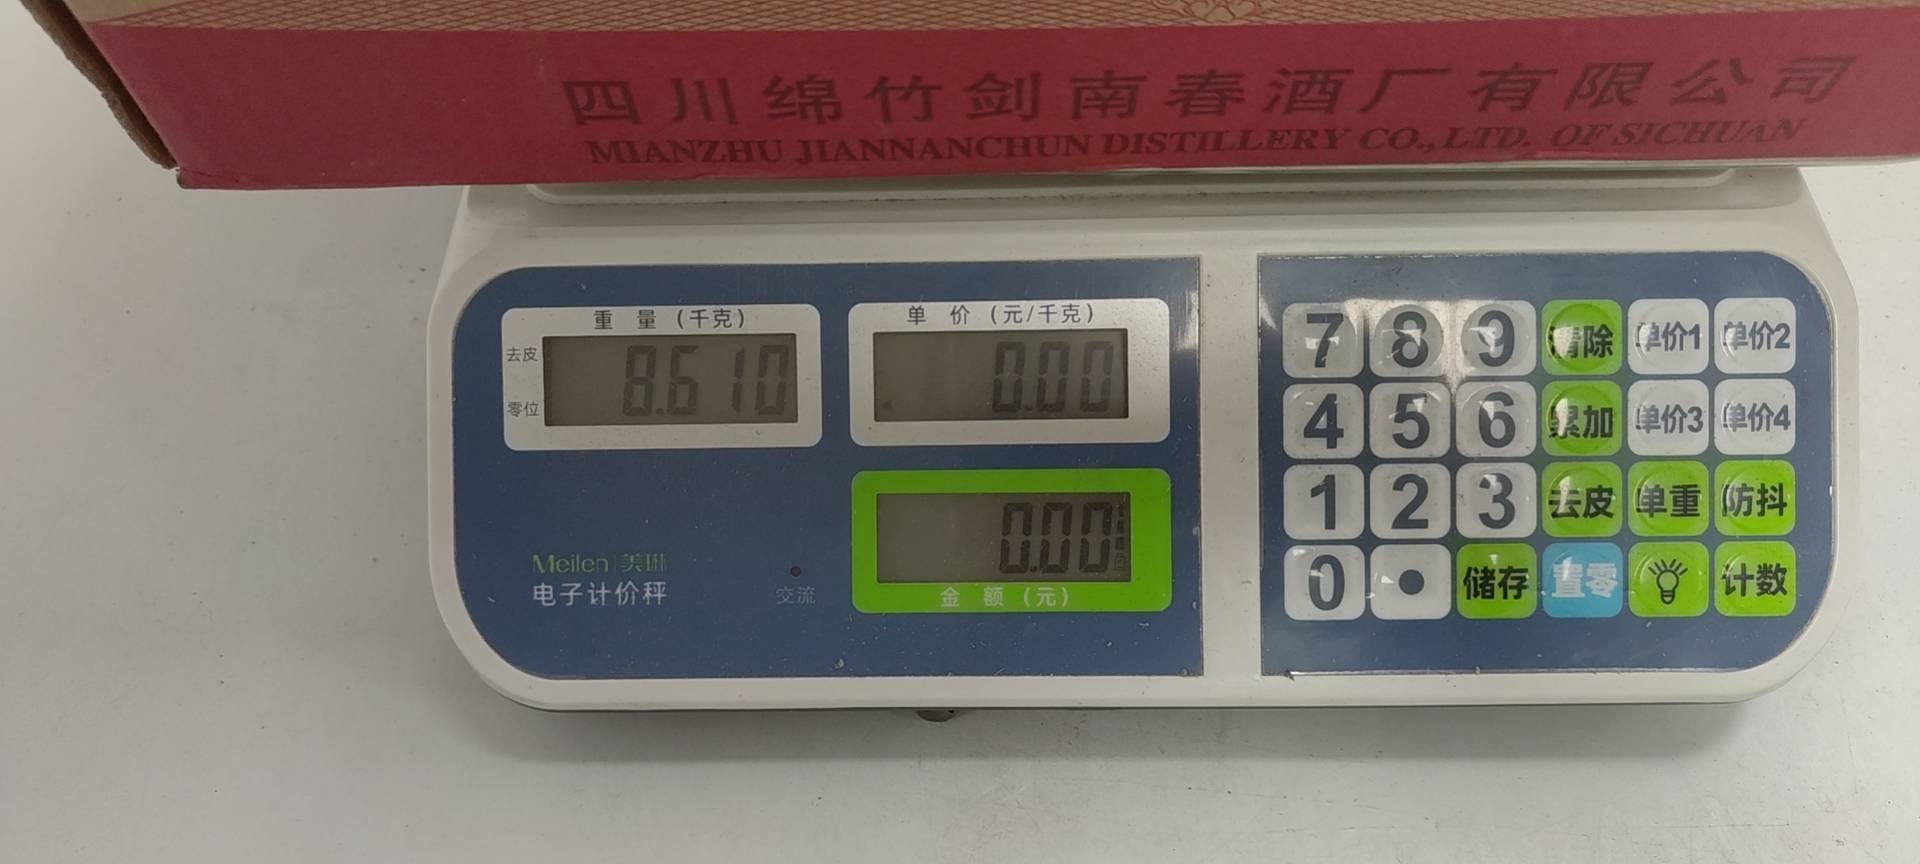 四川绵竹剑南春酒厂有限公司
MIANZHU JIANNANCHUN DISTILLERY CO., LTD. OF SICHUAN
重 量 (千克)
去皮
零位
8.610
单 价 (元/千克)
0.00
0.00
金 额 (元)
Meilen|美琳
电子计价秤
交流
7 8 9 清除 单价1 单价2
4 5 6 累加 单价3 单价4
1 2 3 去皮 单重 防抖
0 • 储存 置零 计数